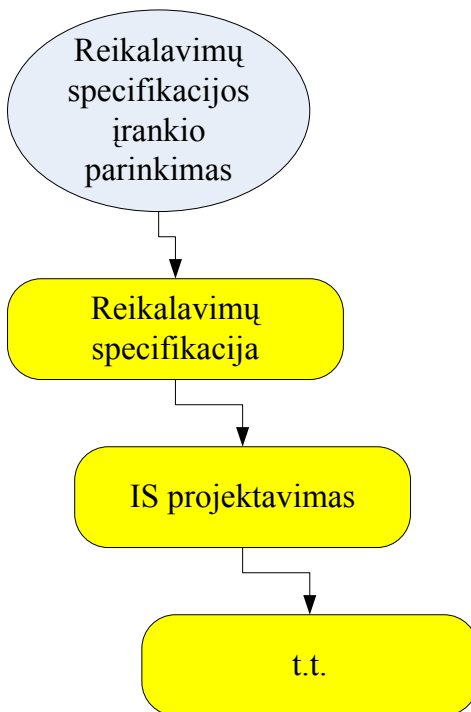 Reikalavimų
specifikacijos
įrankio
parinkimas
Reikalavimų
specifikacija
IS projektavimas
t.t.